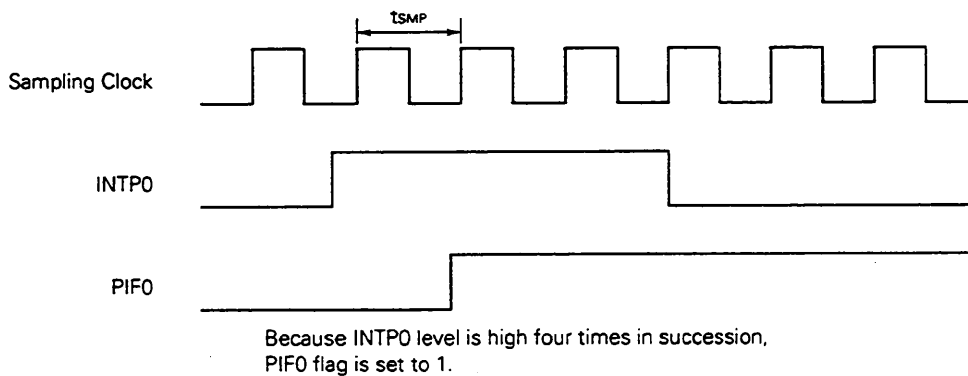 tSMP
Sampling Clock
INTP0
PIF0
Because INTP0 level is high four times in succession,
PIF0 flag is set to 1.